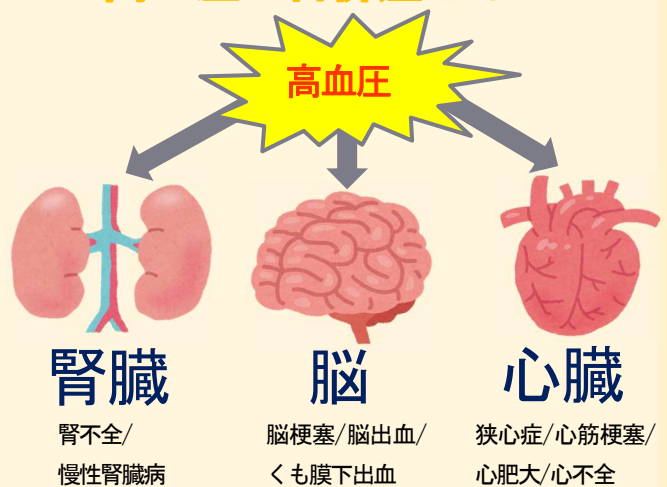 高血圧
腎臓
脳
心臓
腎不全/
慢性腎臓病
脳梗塞/脳出血/
くも膜下出血
狭心症/心筋梗塞/
心肥大/心不全